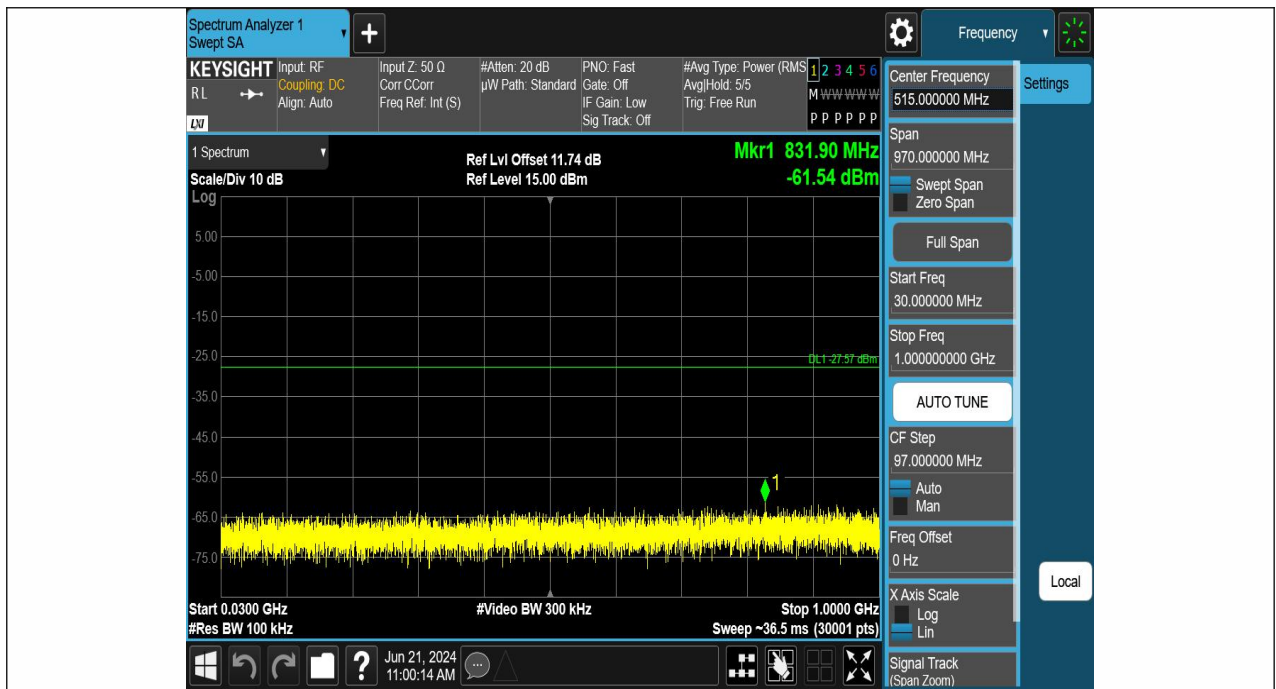 Spectrum Analyzer 1
Swept SA
+
Frequency
KEYSIGHT
RL
LXI
Input: RF
Coupling: DC
Align: Auto
Input Z: 50 Ω
Corr CCorr
Freq Ref: Int (S)
#Atten: 20 dB
µW Path: Standard
PNO: Fast
Gate: Off
IF Gain: Low
Sig Track: Off
#Avg Type: Power (RMS
Avg|Hold: 5/5
Trig: Free Run
1 2 3 4 5 6
M W W W W W
P P P P P P
1 Spectrum
Scale/Div 10 dB
Ref Lvl Offset 11.74 dB
Ref Level 15.00 dBm
Mkr1 831.90 MHz
-61.54 dBm
Log
5.00
-5.00
-15.0
-25.0
DL1 -27.57 dBm
-35.0
-45.0
-55.0
1
-65.0
-75.0
Start 0.0300 GHz
#Video BW 300 kHz
Stop 1.0000 GHz
#Res BW 100 kHz
Sweep ~36.5 ms (30001 pts)
?
Jun 21, 2024
11:00:14 AM
Center Frequency
515.000000 MHz
Settings
Span
970.000000 MHz
Swept Span
Zero Span
Full Span
Start Freq
30.000000 MHz
Stop Freq
1.000000000 GHz
AUTO TUNE
CF Step
97.000000 MHz
Auto
Man
Freq Offset
0 Hz
Local
X Axis Scale
Log
Lin
Signal Track
(Span Zoom)